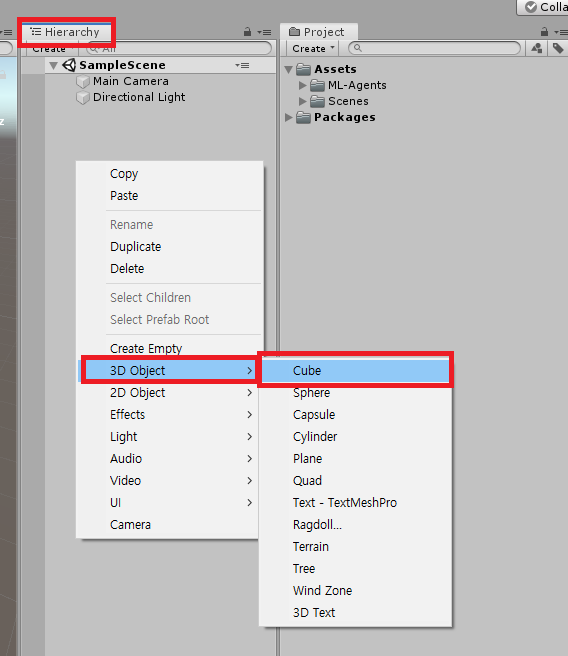 Colla
Hierarchy
Project
Create
All
Create
SampleScene
Main Camera
Directional Light
Assets
ML-Agents
Scenes
Packages
z
Copy
Paste
Rename
Duplicate
Delete
Select Children
Select Prefab Root
Create Empty
3D Object
2D Object
Effects
Light
Audio
Video
UI
Camera
Cube
Sphere
Capsule
Cylinder
Plane
Quad
Text - TextMeshPro
Ragdoll...
Terrain
Tree
Wind Zone
3D Text